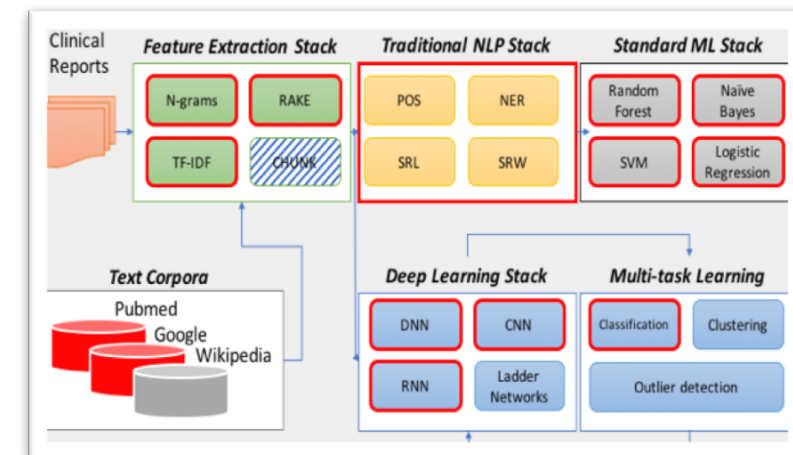 Clinical
Reports
Feature Extraction Stack
N-grams
RAKE
TF-IDF
CHUNK
Traditional NLP Stack
POS
NER
SRL
SRW
Standard ML Stack
Random
Forest
Naïve
Bayes
SVM
Logistic
Regression
Text Corpora
Pubmed
Google
Wikipedia
Deep Learning Stack
DNN
CNN
RNN
Ladder
Networks
Multi-task Learning
Classification
Clustering
Outlier detection